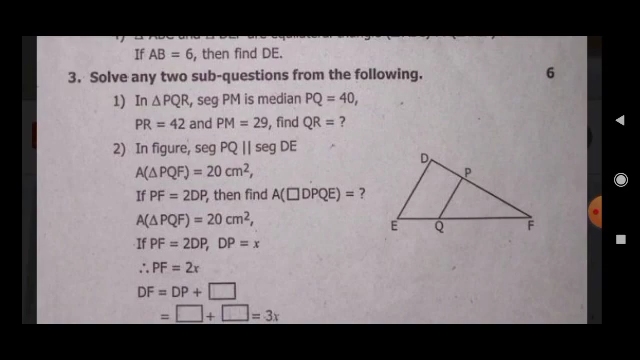 If AB = 6, then find DE.
3. Solve any two sub-questions from the following. 6
1) In △PQR, seg PM is median PQ = 40,
PR = 42 and PM = 29, find QR = ?
2) In figure, seg PQ || seg DE
A(△PQF) = 20 cm²,
If PF = 2DP, then find A(□DPQE) = ?
A(△PQF) = 20 cm²,
If PF = 2DP, DP = x
∴ PF = 2x
DF = DP + □
= □ + □ = 3x
D
P
E
Q
F